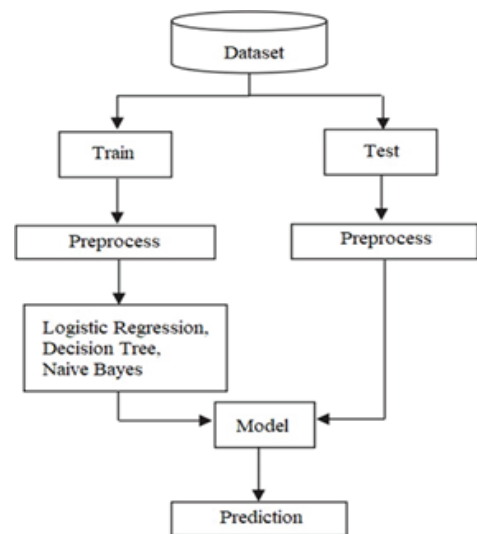 Dataset
Train
Test
Preprocess
Preprocess
Logistic Regression,
Decision Tree,
Naive Bayes
Model
Prediction